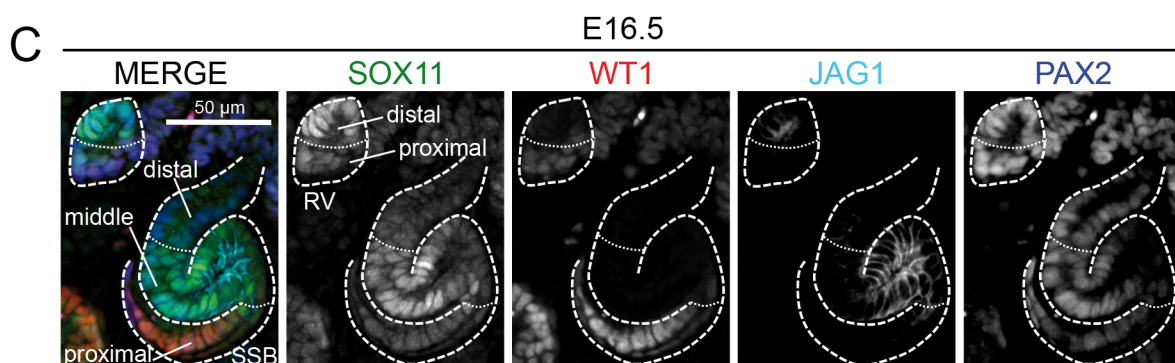 C
E16.5
MERGE SOX11 WT1 JAG1 PAX2
50 µm
distal
proximal
distal
RV
middle
proximal
SSB